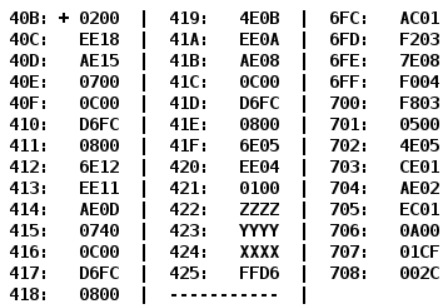 40B: + 0200 | 419: 4E0B | 6FC: AC01
40C: EE18 | 41A: EE0A | 6FD: F203
40D: AE15 | 41B: AE08 | 6FE: 7E08
40E: 0700 | 41C: 0C00 | 6FF: F004
40F: 0C00 | 41D: D6FC | 700: F803
410: D6FC | 41E: 0800 | 701: 0500
411: 0800 | 41F: 6E05 | 702: 4E05
412: 6E12 | 420: EE04 | 703: CE01
413: EE11 | 421: 0100 | 704: AE02
414: AE0D | 422: ZZZZ | 705: EC01
415: 0740 | 423: YYYY | 706: 0A00
416: 0C00 | 424: XXXX | 707: 01CF
417: D6FC | 425: FFD6 | 708: 002C
418: 0800 | ----------- |